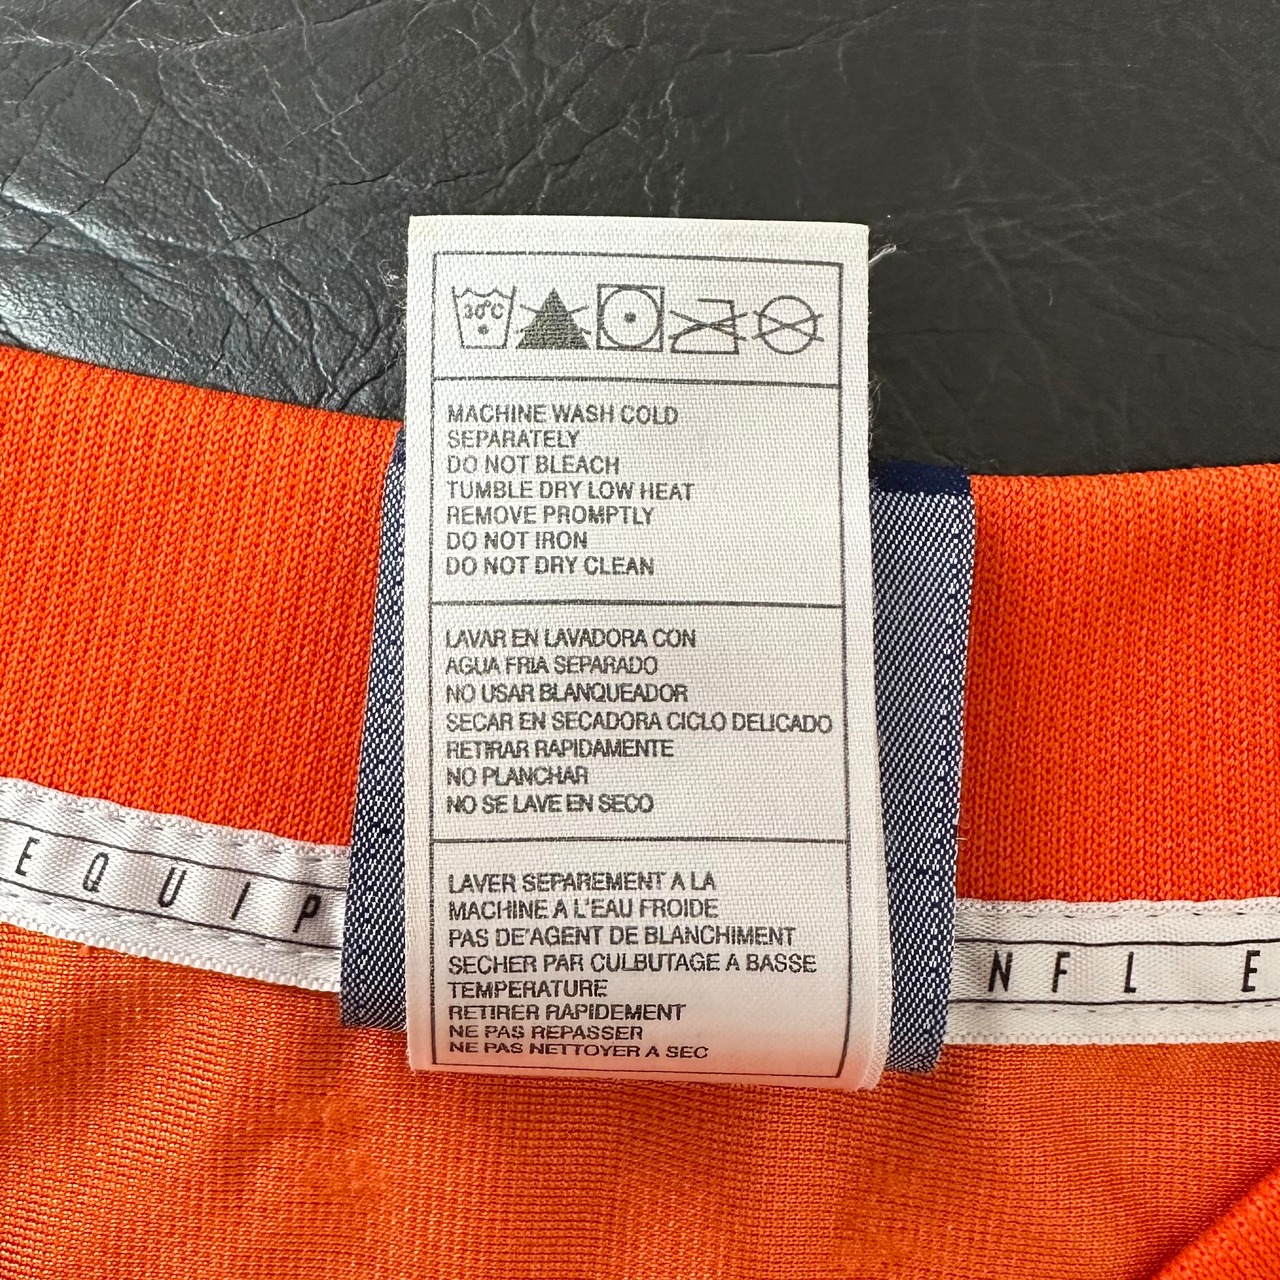 30°C
MACHINE WASH COLD
SEPARATELY
DO NOT BLEACH
TUMBLE DRY LOW HEAT
REMOVE PROMPTLY
DO NOT IRON
DO NOT DRY CLEAN
LAVAR EN LAVADORA CON
AGUA FRIA SEPARADO
NO USAR BLANQUEADOR
SECAR EN SECADORA CICLO DELICADO
RETIRAR RAPIDAMENTE
NO PLANCHAR
NO SE LAVE EN SECO
LAVER SEPAREMENT A LA
MACHINE A L'EAU FROIDE
PAS DE'AGENT DE BLANCHIMENT
SECHER PAR CULBUTAGE A BASSE
TEMPERATURE
RETIRER RAPIDEMENT
NE PAS REPASSER
NE PAS NETTOYER A SEC
EQUIP
NFL E